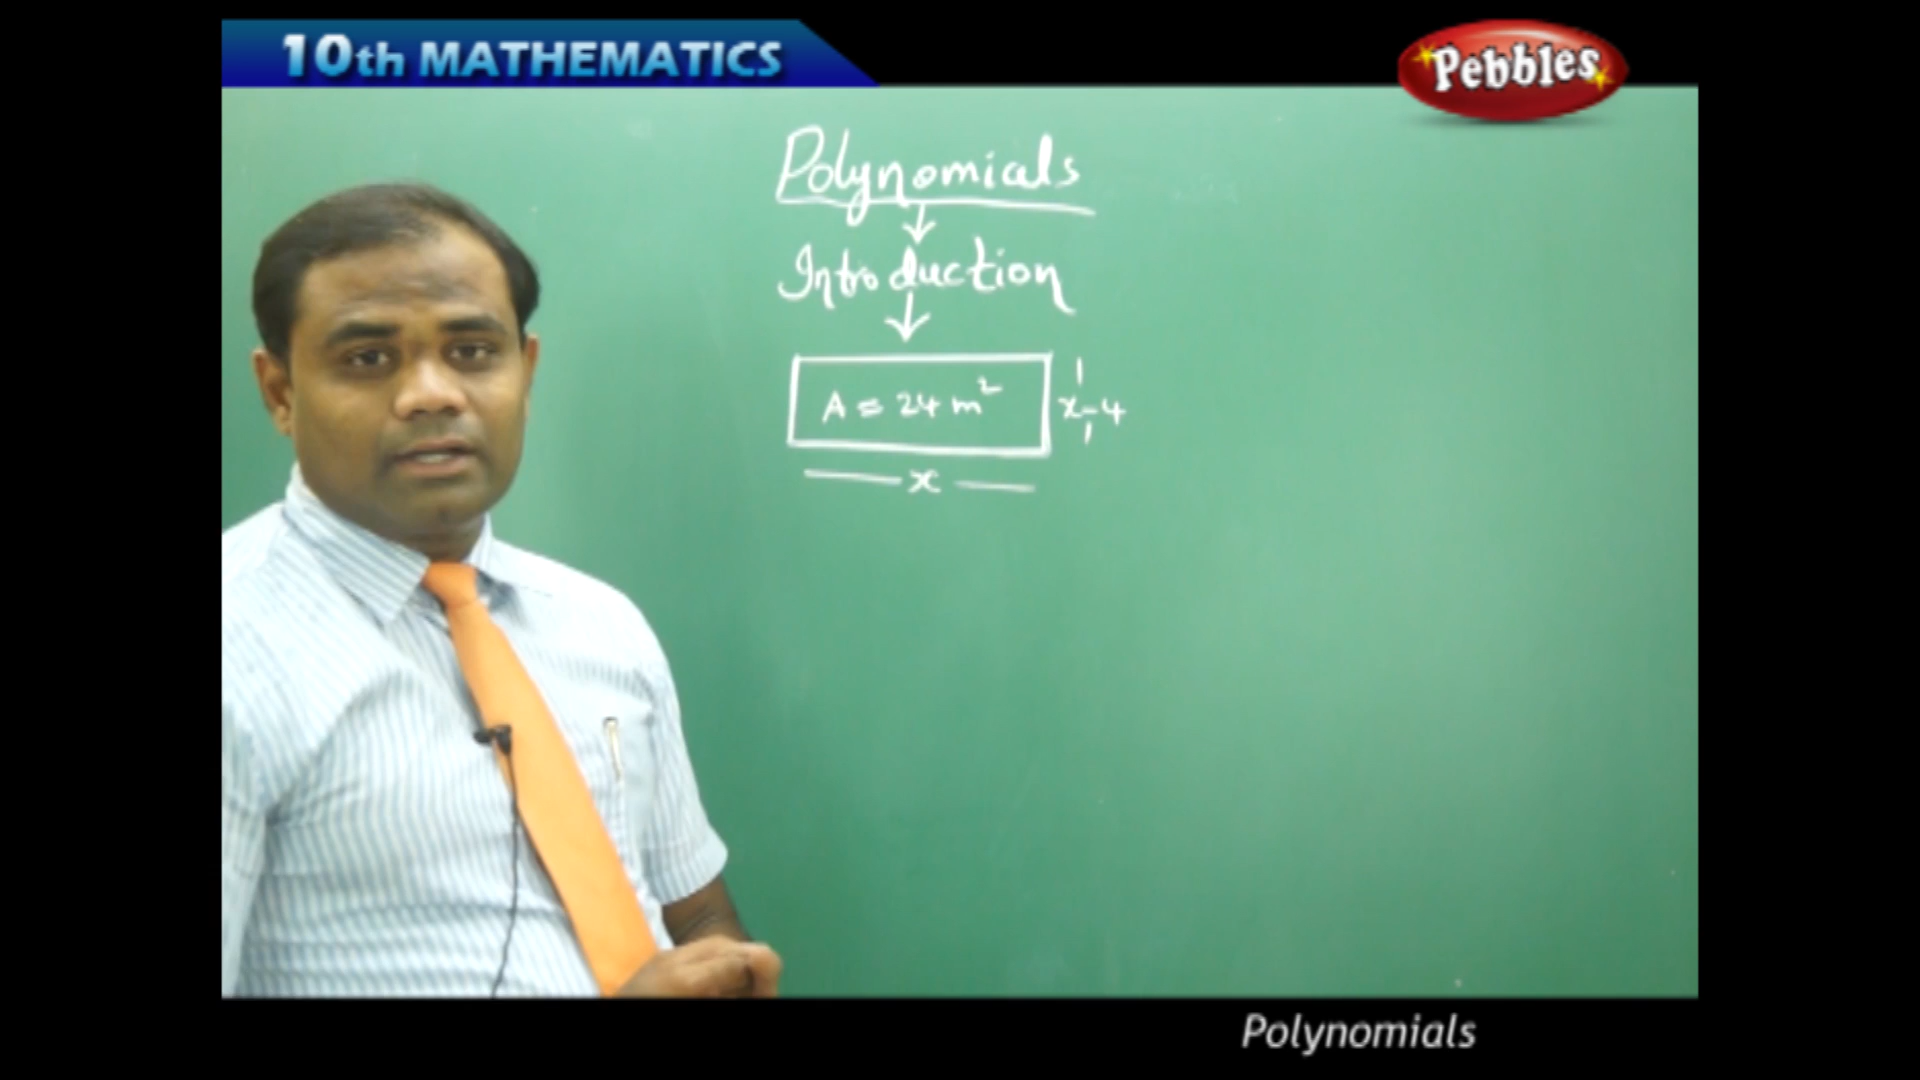 10th MATHEMATICS
Pebbles
Polynomials
Introduction
A = 24 m²
x-4
x
Polynomials